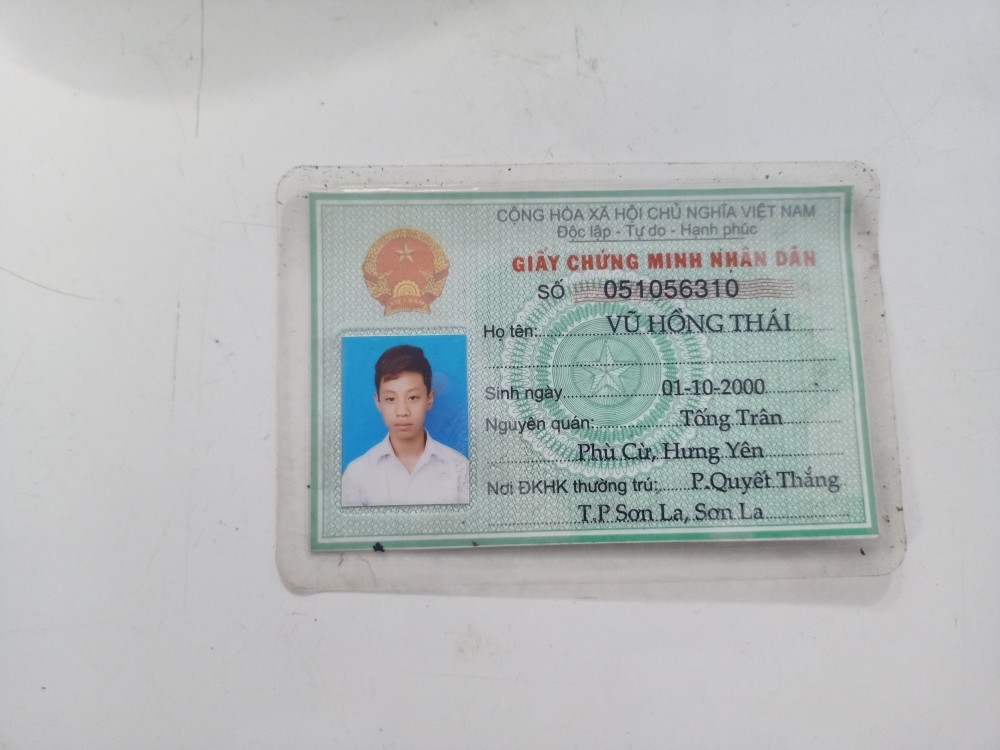 CỘNG HÒA XÃ HỘI CHỦ NGHĨA VIỆT NAM
Độc lập - Tự do - Hạnh phúc
GIẤY CHỨNG MINH NHÂN DÂN
SỐ 051056310
Họ tên: VŨ HỒNG THÁI
Sinh ngày 01-10-2000
Nguyên quán: Tống Trân
Phù Cừ, Hưng Yên
Nơi ĐKHK thường trú: P.Quyết Thắng
T.P Sơn La, Sơn La
VIỆT NAM